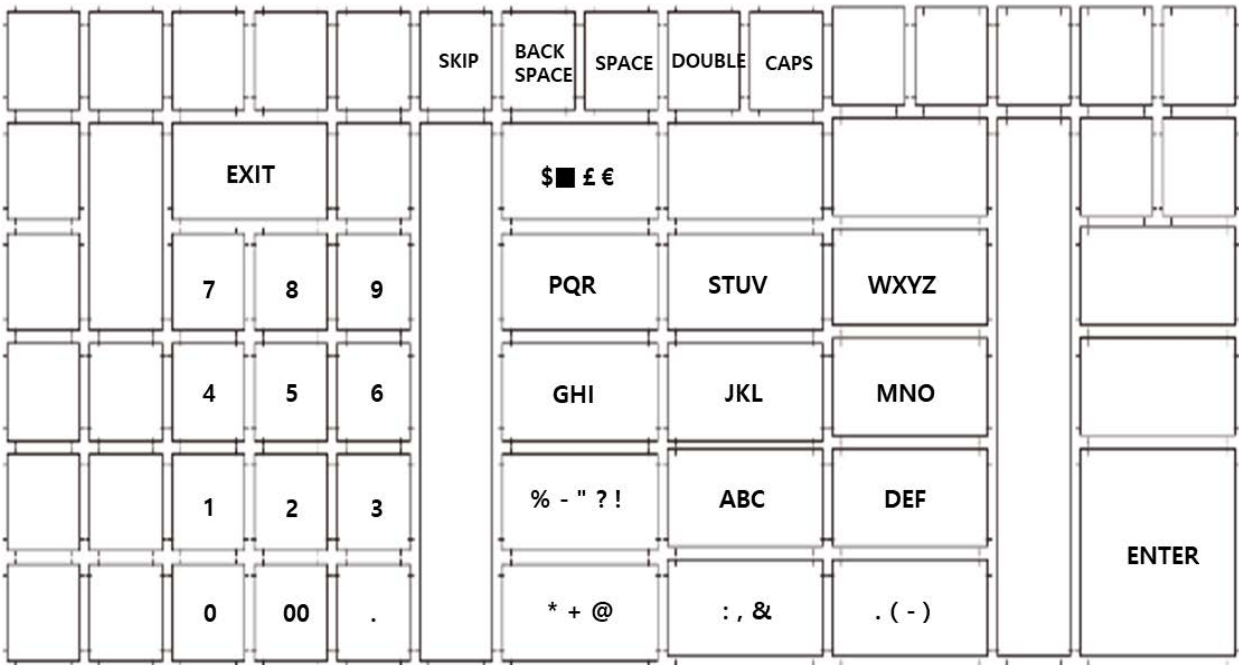 SKIP
BACK
SPACE
SPACE
DOUBLE
CAPS
EXIT
$■ £ €
7 8 9
PQR
STUV
WXYZ
4 5 6
GHI
JKL
MNO
1 2 3
% - " ? !
ABC
DEF
ENTER
0 00 .
* + @
: , &
. ( - )